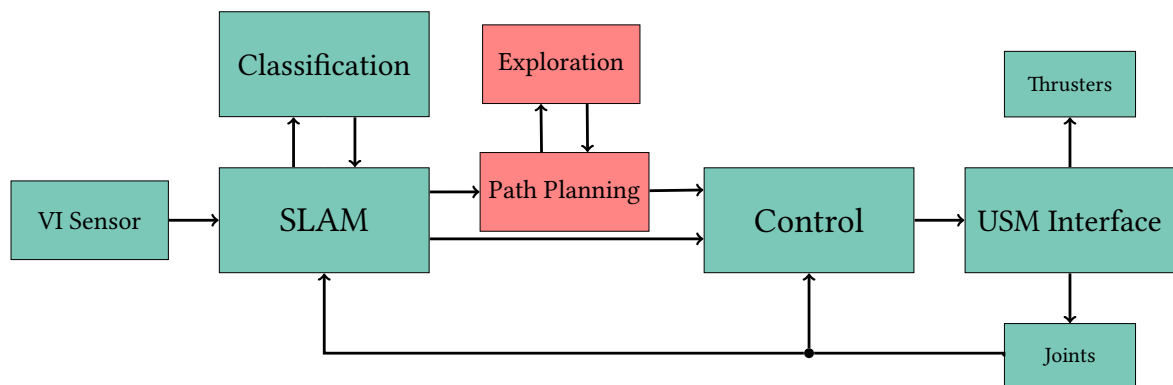 Classification
Exploration
Thrusters
VI Sensor
SLAM
Path Planning
Control
USM Interface
Joints